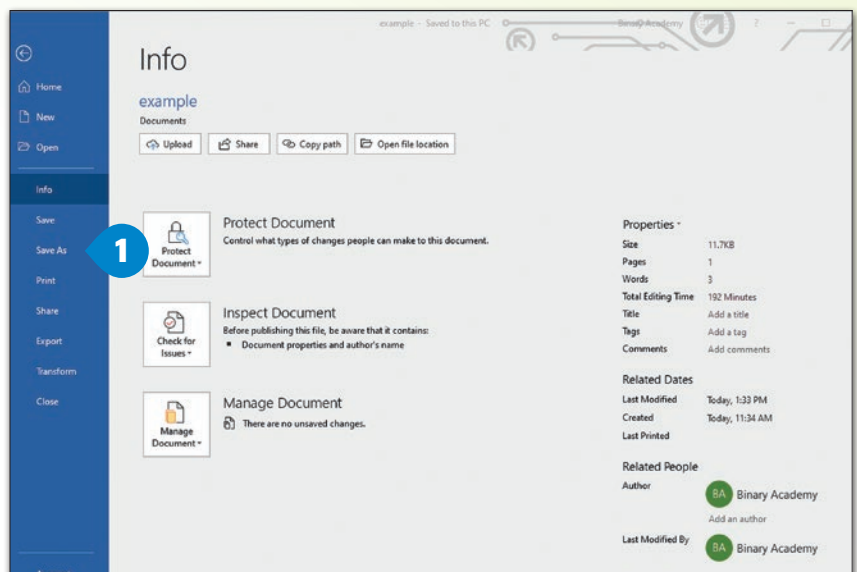 example - Saved to this PC
Binary Academy
?
Info
Home
New
Open
Info
Save
Save As
1
Print
Share
Export
Transform
Close
example
Documents
Upload
Share
Copy path
Open file location
Protect Document
Protect Document
Control what types of changes people can make to this document.
Check for Issues
Inspect Document
Before publishing this file, be aware that it contains:
Document properties and author's name
Manage Document
Manage Document
There are no unsaved changes.
Properties
Size 11.7KB
Pages 1
Words 3
Total Editing Time 192 Minutes
Title Add a title
Tags Add a tag
Comments Add comments
Related Dates
Last Modified Today, 1:33 PM
Created Today, 11:34 AM
Last Printed
Related People
Author BA Binary Academy
Add an author
Last Modified By BA Binary Academy